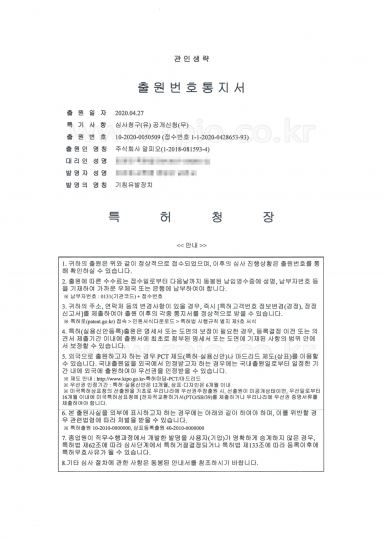 관 인 생 략
출 원 번 호 통 지 서
출 원 일 자 2020.04.27
특 기 사 항 심사청구(유) 공개신청(무)
출 원 번 호 10-2020-0050509 (접수번호 1-1-2020-0428653-93)
출 원 인 명 칭 주식회사 알피오(1-2018-081593-4)
대 리 인 성 명
발 명 자 성 명
발 명 의 명 칭 기침유발장치
특 허 청 장
<< 안내 >>
1. 귀하의 출원은 위와 같이 정상적으로 접수되었으며, 이후의 심사 진행상황은 출원번호를 통
해 확인하실 수 있습니다.
2. 출원에 따른 수수료는 접수일로부터 다음날까지 동봉된 납입영수증에 성명, 납부자번호 등
을 기재하여 가까운 우체국 또는 은행에 납부하여야 합니다.
※ 납부자번호 : 0131(기관코드) + 접수번호
3. 귀하의 주소, 연락처 등의 변경사항이 있을 경우, 즉시 [특허고객번호 정보변경(경정), 정정
신고서]를 제출하여야 출원 이후의 각종 통지서를 정상적으로 받을 수 있습니다.
※ 특허로(patent.go.kr) 접속 > 민원서식다운로드 > 특허법 시행규칙 별지 제5호 서식
4. 특허(실용신안등록)출원은 명세서 또는 도면의 보정이 필요한 경우, 등록결정 이전 또는 의
견서 제출기간 이내에 출원서에 최초로 첨부된 명세서 또는 도면에 기재된 사항의 범위 안에
서 보정할 수 있습니다.
5. 외국으로 출원하고자 하는 경우 PCT 제도(특허·실용신안)나 마드리드 제도(상표)를 이용할
수 있습니다. 국내출원일을 외국에서 인정받고자 하는 경우에는 국내출원일로부터 일정한 기
간 내에 외국에 출원하여야 우선권을 인정받을 수 있습니다.
※ 제도 안내 : http://www.kipo.go.kr-특허마당-PCT/마드리드
※ 우선권 인정기간 : 특허·실용신안은 12개월, 상표·디자인은 6개월 이내
※ 미국특허상표청의 선출원을 기초로 우리나라에 우선권주장출원 시, 선출원이 미공개상태이면, 우선일로부터
16개월 이내에 미국특허상표청에 [전자적교환허가서(PTO/SB/39)를 제출하거나 우리나라에 우선권 증명서류를
제출하여야 합니다.
6. 본 출원사실을 외부에 표시하고자 하는 경우에는 아래와 같이 하여야 하며, 이를 위반할 경
우 관련법령에 따라 처벌을 받을 수 있습니다.
※ 특허출원 10-2010-0000000, 상표등록출원 40-2010-0000000
7. 종업원이 직무수행과정에서 개발한 발명을 사용자(기업)가 명확하게 승계하지 않은 경우,
특허법 제62조에 따라 심사단계에서 특허거절결정되거나 특허법 제133조에 따라 등록이후에
특허무효사유가 될 수 있습니다.
8. 기타 심사 절차에 관한 사항은 동봉된 안내서를 참조하시기 바랍니다.